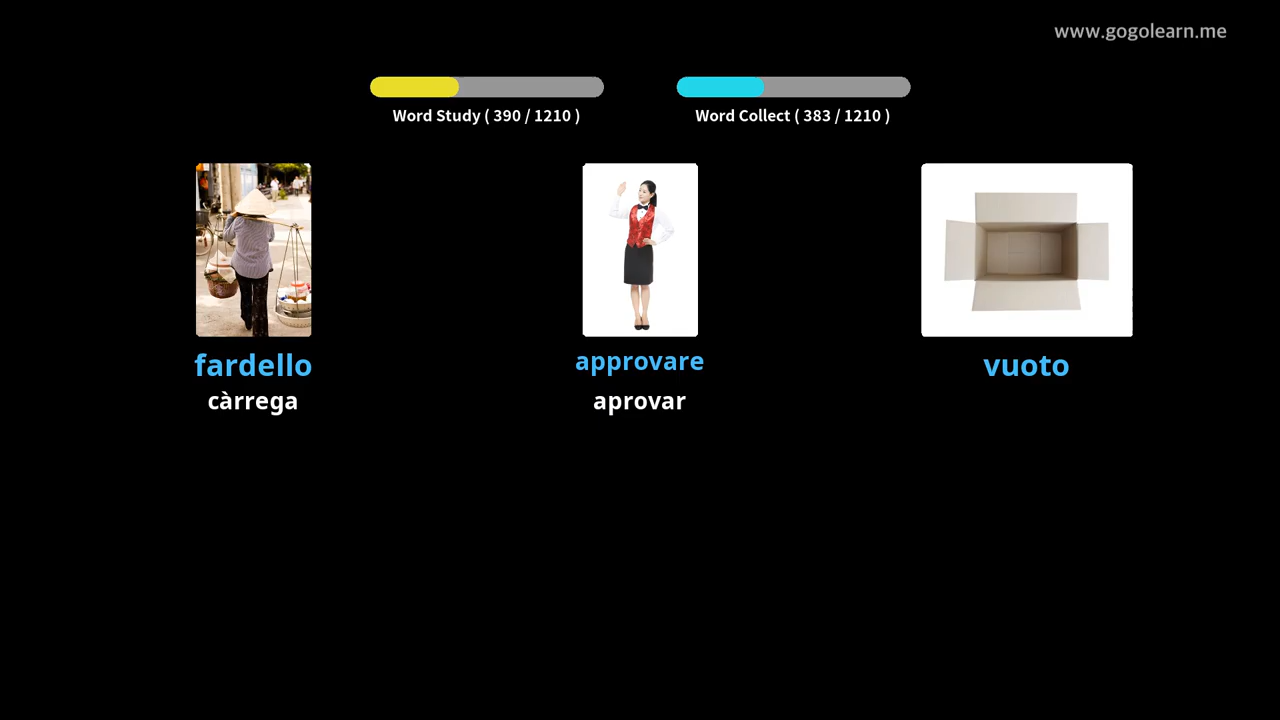 www.gogolearn.me
Word Study ( 390 / 1210 )
Word Collect ( 383 / 1210 )
fardello
càrrega
approvare
aprovar
vuoto